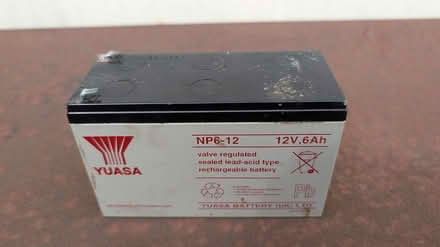 NP6-12 12V,6Ah
valve regulated
sealed lead-acid type
rechargeable battery
YUASA
Pb
YUASA BATTERY (UK) LTD